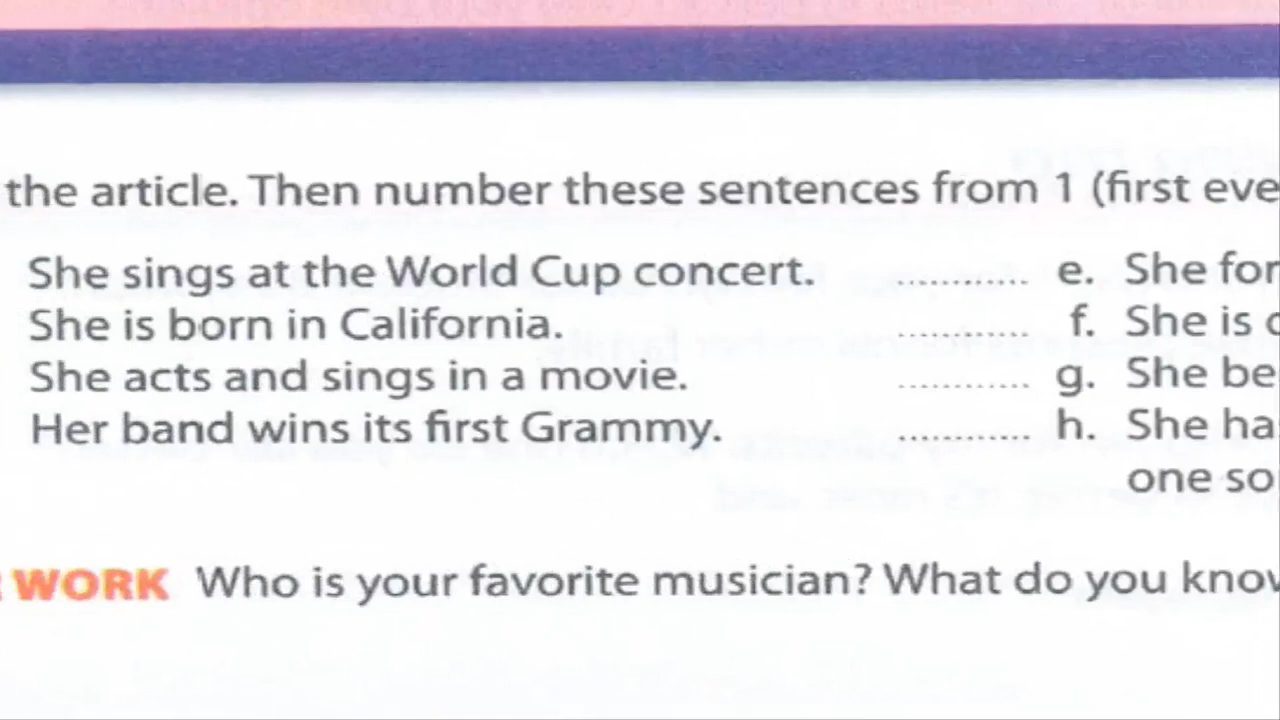 the article. Then number these sentences from 1 (first eve
She sings at the World Cup concert. ............ e. She for
She is born in California. ............ f. She is
She acts and sings in a movie. ............ g. She be
Her band wins its first Grammy. ............ h. She ha
one so
WORK Who is your favorite musician? What do you know